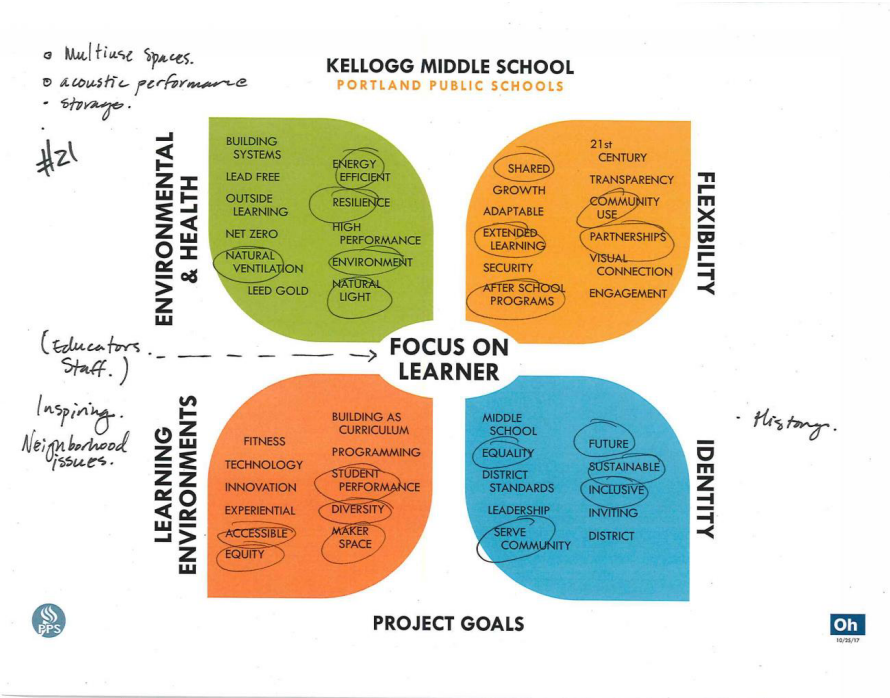 • Multiuse Spaces.
• acoustic performance
• storage.
#21
KELLOGG MIDDLE SCHOOL
PORTLAND PUBLIC SCHOOLS
ENVIRONMENTAL
& HEALTH
BUILDING
SYSTEMS
LEAD FREE
OUTSIDE
LEARNING
NET ZERO
NATURAL
VENTILATION
LEED GOLD
ENERGY
EFFICIENT
RESILIENCE
HIGH
PERFORMANCE
ENVIRONMENT
NATURAL
LIGHT
SHARED
GROWTH
ADAPTABLE
EXTENDED
LEARNING
SECURITY
AFTER SCHOOL
PROGRAMS
21st
CENTURY
TRANSPARENCY
COMMUNITY
USE
PARTNERSHIPS
VISUAL
CONNECTION
ENGAGEMENT
FLEXIBILITY
(Educators
Staff.)
FOCUS ON
LEARNER
Inspiring.
Neighborhood
issues.
LEARNING
ENVIRONMENTS
FITNESS
TECHNOLOGY
INNOVATION
EXPERIENTIAL
ACCESSIBLE
EQUITY
BUILDING AS
CURRICULUM
PROGRAMMING
STUDENT
PERFORMANCE
DIVERSITY
MAKER
SPACE
MIDDLE
SCHOOL
EQUALITY
DISTRICT
STANDARDS
LEADERSHIP
SERVE
COMMUNITY
FUTURE
SUSTAINABLE
INCLUSIVE
INVITING
DISTRICT
IDENTITY
• History.
PROJECT GOALS
PPS
Oh
10/25/17